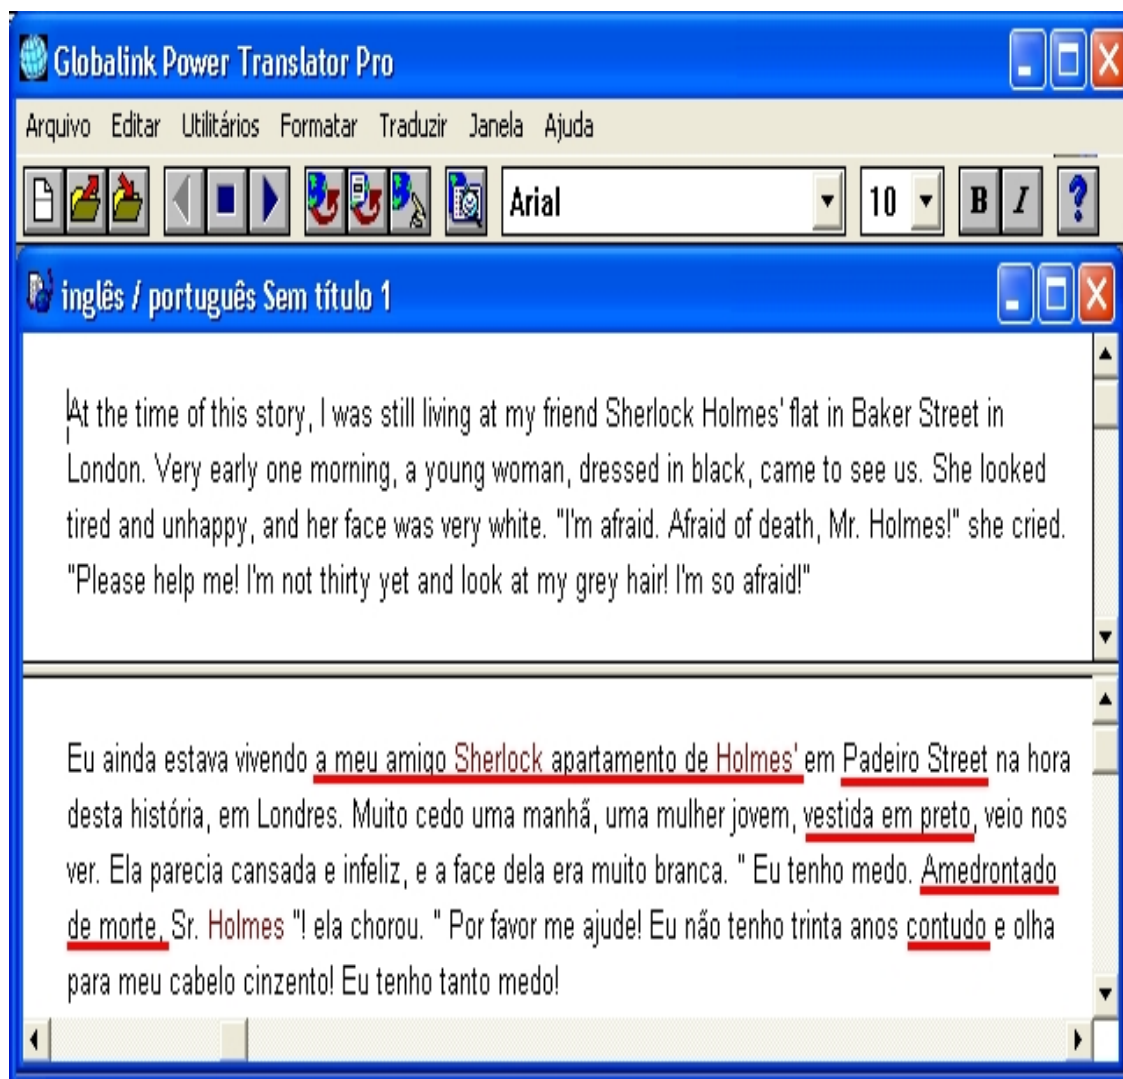 Globalink Power Translator Pro
Arquivo Editar Utilitários Formatar Traduzir Janela Ajuda
Arial 10 B I ?
inglês / português Sem título 1
At the time of this story, I was still living at my friend Sherlock Holmes' flat in Baker Street in
London. Very early one morning, a young woman, dressed in black, came to see us. She looked
tired and unhappy, and her face was very white. "I'm afraid. Afraid of death, Mr. Holmes!" she cried.
"Please help me! I'm not thirty yet and look at my grey hair! I'm so afraid!"
Eu ainda estava vivendo a meu amigo Sherlock apartamento de Holmes' em Padeiro Street na hora
desta história, em Londres. Muito cedo uma manhã, uma mulher jovem, vestida em preto, veio nos
ver. Ela parecia cansada e infeliz, e a face dela era muito branca. " Eu tenho medo. Amedrontado
de morte, Sr. Holmes "! ela chorou. " Por favor me ajude! Eu não tenho trinta anos contudo e olha
para meu cabelo cinzento! Eu tenho tanto medo!